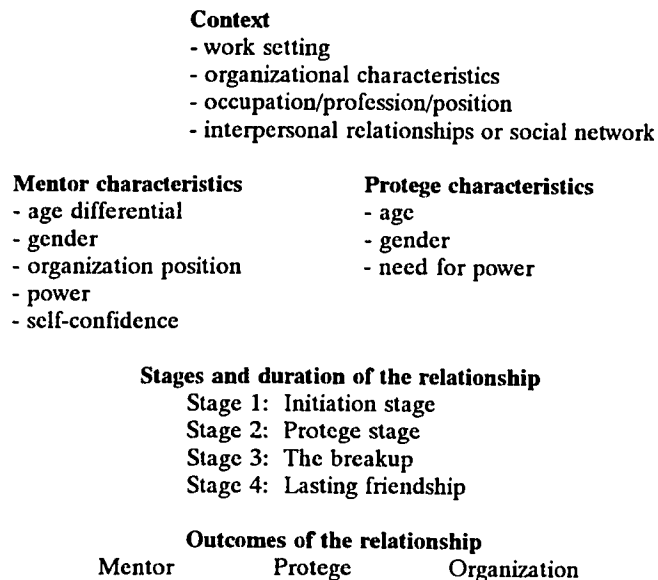 Context
- work setting
- organizational characteristics
- occupation/profession/position
- interpersonal relationships or social network
Mentor characteristics
- age differential
- gender
- organization position
- power
- self-confidence
Protege characteristics
- age
- gender
- need for power
Stages and duration of the relationship
Stage 1: Initiation stage
Stage 2: Protege stage
Stage 3: The breakup
Stage 4: Lasting friendship
Outcomes of the relationship
Mentor Protege Organization